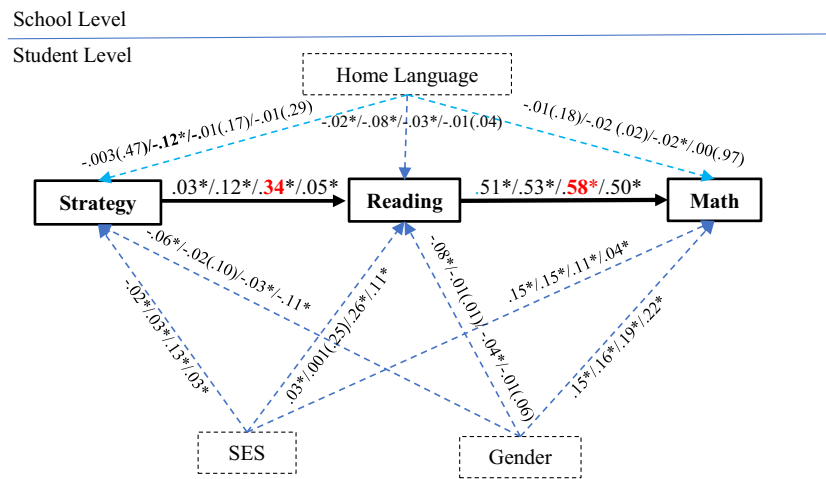 School Level
Student Level
Home Language
-.003(.47)/-.12*/-.01(.17)/-.01(.29)
-.02*/-.08*/-.03*/-.01(.04)
-.01(.18)/-.02 (.02)/-.02*/.00(.97)
Strategy
.03*/.12*/.34*/.05*
Reading
.51*/.53*/.58*/.50*
Math
-.06*/-.02(.10)/-.03*/-.11*
-.02*/.03*/.13*/.03*
.03*/.001(.25)/.26*/.11*
-.08*/-.01(.01)/-.04*/-.01(.06)
.15*/.15*/.11*/.04*
.15*/.16*/.19*/.22*
SES
Gender